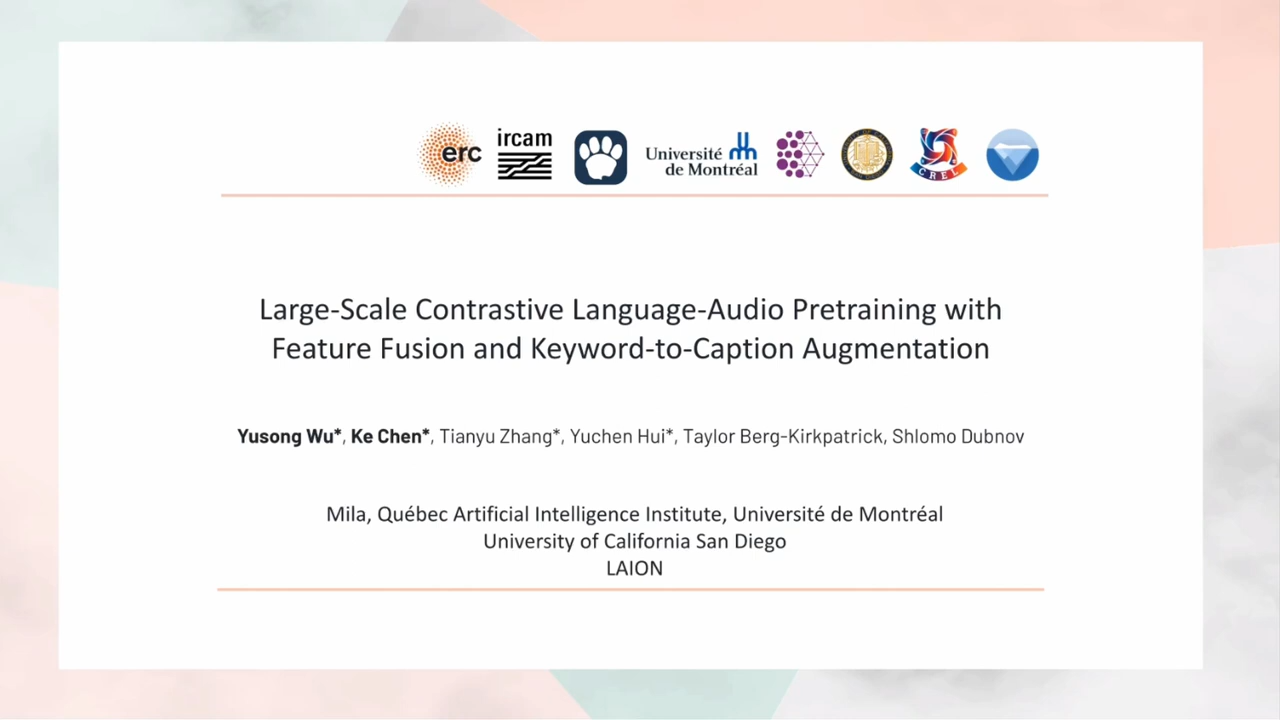 erc
ircam
Université
de Montréal
CREL
Large-Scale Contrastive Language-Audio Pretraining with
Feature Fusion and Keyword-to-Caption Augmentation
Yusong Wu*, Ke Chen*, Tianyu Zhang*, Yuchen Hui*, Taylor Berg-Kirkpatrick, Shlomo Dubnov
Mila, Québec Artificial Intelligence Institute, Université de Montréal
University of California San Diego
LAION